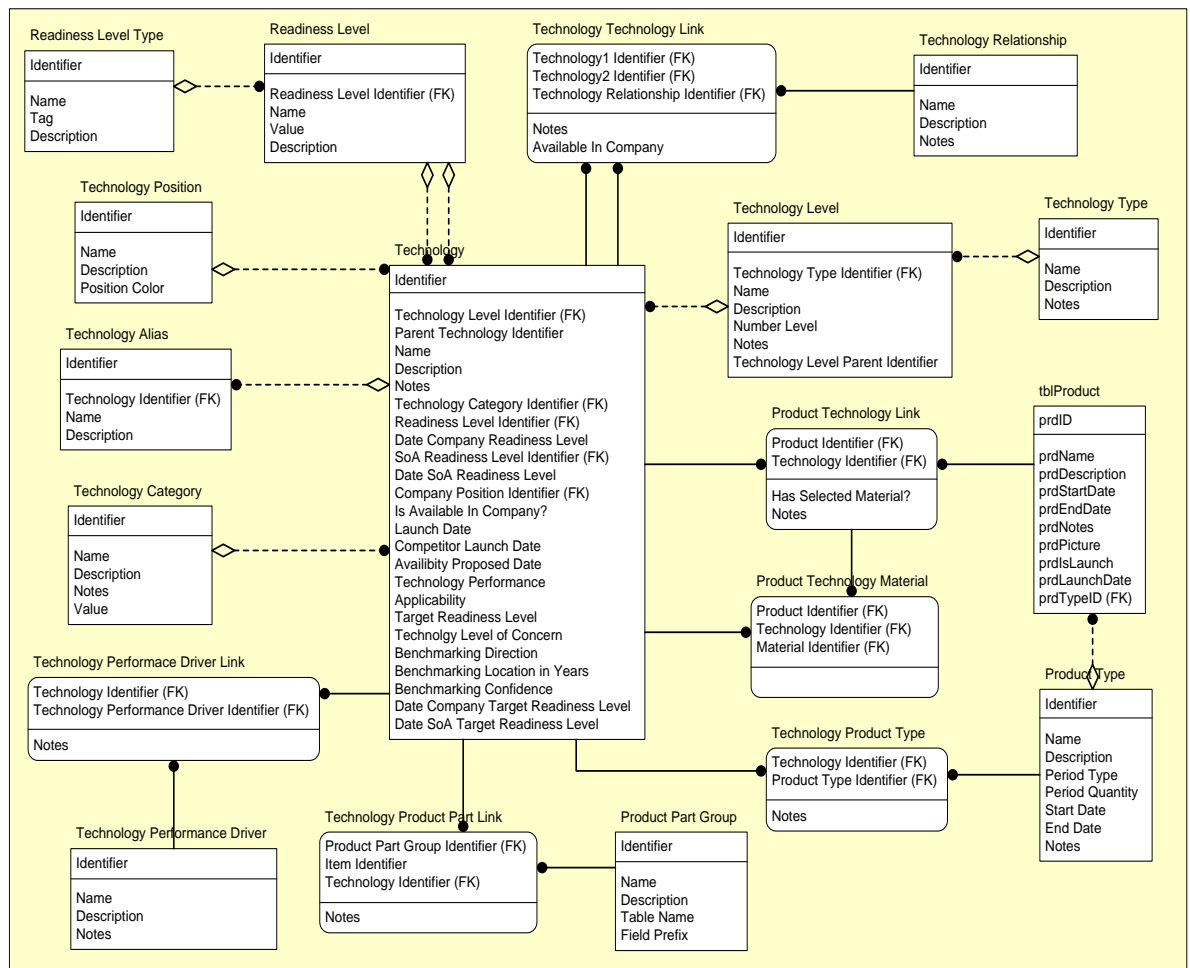 Readiness Level Type
Identifier
Name
Tag
Description
Readiness Level
Identifier
Readiness Level Identifier (FK)
Name
Value
Description
Technology Technology Link
Technology1 Identifier (FK)
Technology2 Identifier (FK)
Technology Relationship Identifier (FK)
Notes
Available In Company
Technology Relationship
Identifier
Name
Description
Notes
Technology Position
Identifier
Name
Description
Position Color
Technology Level
Identifier
Technology Type Identifier (FK)
Name
Description
Number Level
Notes
Technology Level Parent Identifier
Technology Type
Identifier
Name
Description
Notes
Technology
Identifier
Technology Level Identifier (FK)
Parent Technology Identifier
Name
Description
Notes
Technology Category Identifier (FK)
Readiness Level Identifier (FK)
Date Company Readiness Level
SoA Readiness Level Identifier (FK)
Date SoA Readiness Level
Company Position Identifier (FK)
Is Available In Company?
Launch Date
Competitor Launch Date
Availibity Proposed Date
Technology Performance
Applicability
Target Readiness Level
Technolgy Level of Concern
Benchmarking Direction
Benchmarking Location in Years
Benchmarking Confidence
Date Company Target Readiness Level
Date SoA Target Readiness Level
Technology Alias
Identifier
Technology Identifier (FK)
Name
Description
Technology Category
Identifier
Name
Description
Notes
Value
Product Technology Link
Product Identifier (FK)
Technology Identifier (FK)
Has Selected Material?
Notes
tblProduct
prdID
prdName
prdDescription
prdStartDate
prdEndDate
prdNotes
prdPicture
prdIsLaunch
prdLaunchDate
prdTypeID (FK)
Product Technology Material
Product Identifier (FK)
Technology Identifier (FK)
Material Identifier (FK)
Technology Performace Driver Link
Technology Identifier (FK)
Technology Performance Driver Identifier (FK)
Notes
Product Type
Identifier
Name
Description
Period Type
Period Quantity
Start Date
End Date
Notes
Technology Product Type
Technology Identifier (FK)
Product Type Identifier (FK)
Notes
Technology Performance Driver
Identifier
Name
Description
Notes
Technology Product Part Link
Product Part Group Identifier (FK)
Item Identifier
Technology Identifier (FK)
Notes
Product Part Group
Identifier
Name
Description
Table Name
Field Prefix